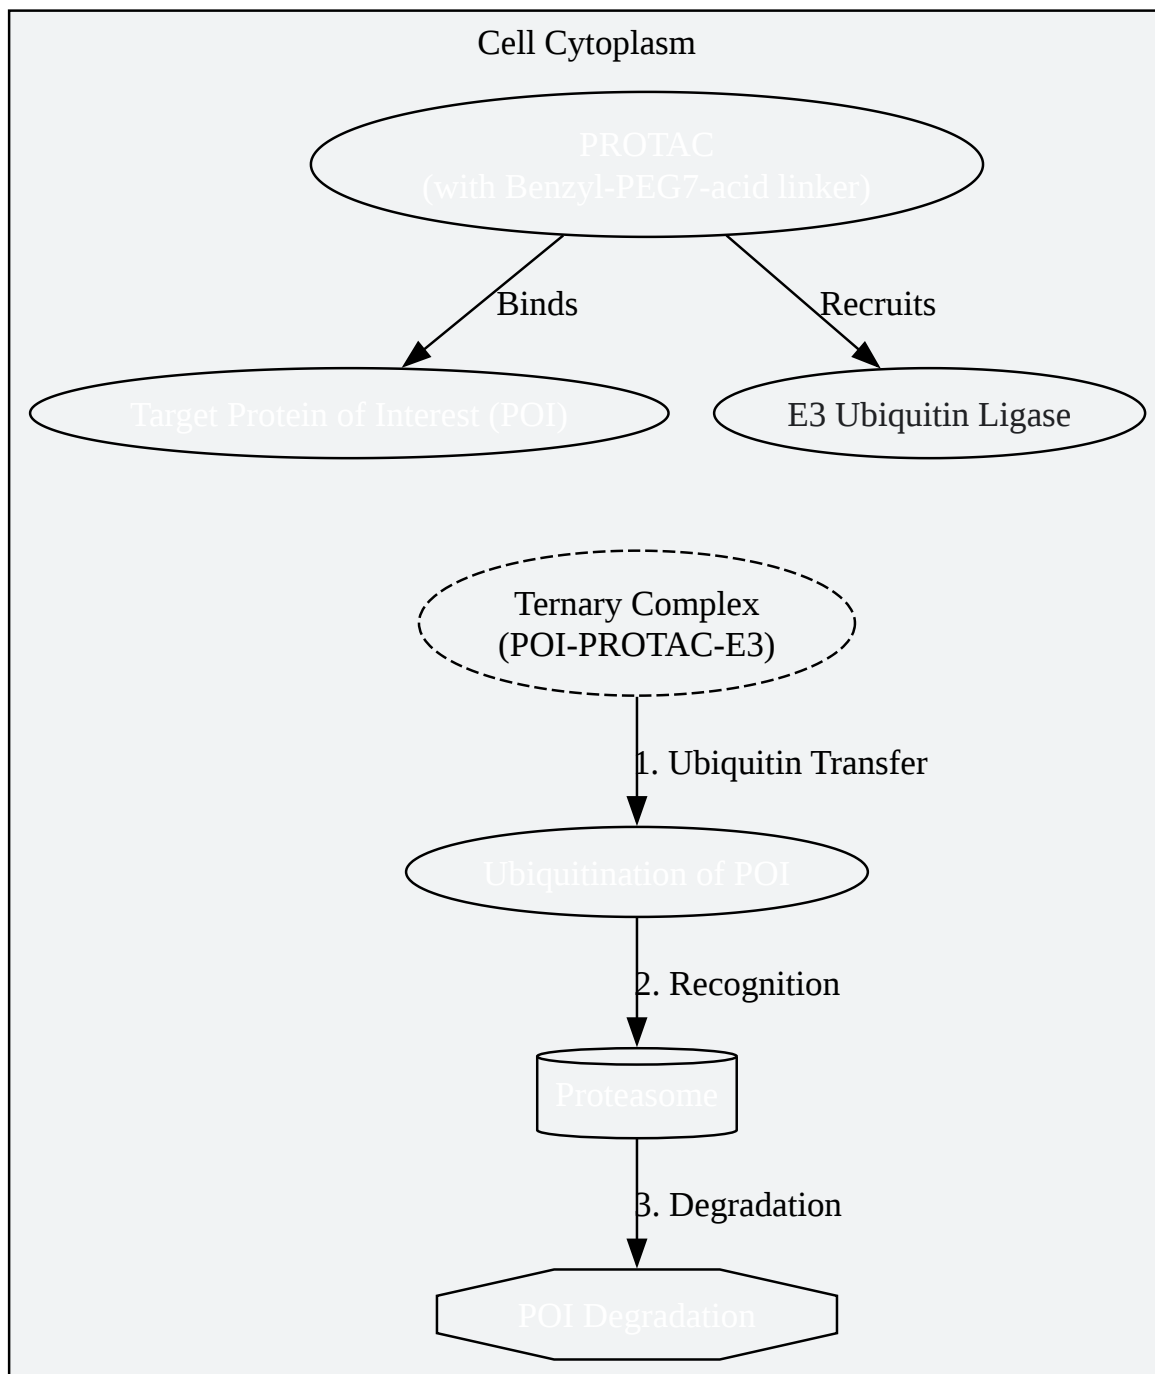 Cell Cytoplasm
PROTAC
(with Benzyl-PEG7-acid linker)
Binds
Recruits
Target Protein of Interest (POI)
E3 Ubiquitin Ligase
Ternary Complex
(POI-PROTAC-E3)
1. Ubiquitin Transfer
Ubiquitination of POI
2. Recognition
Proteasome
3. Degradation
POI Degradation